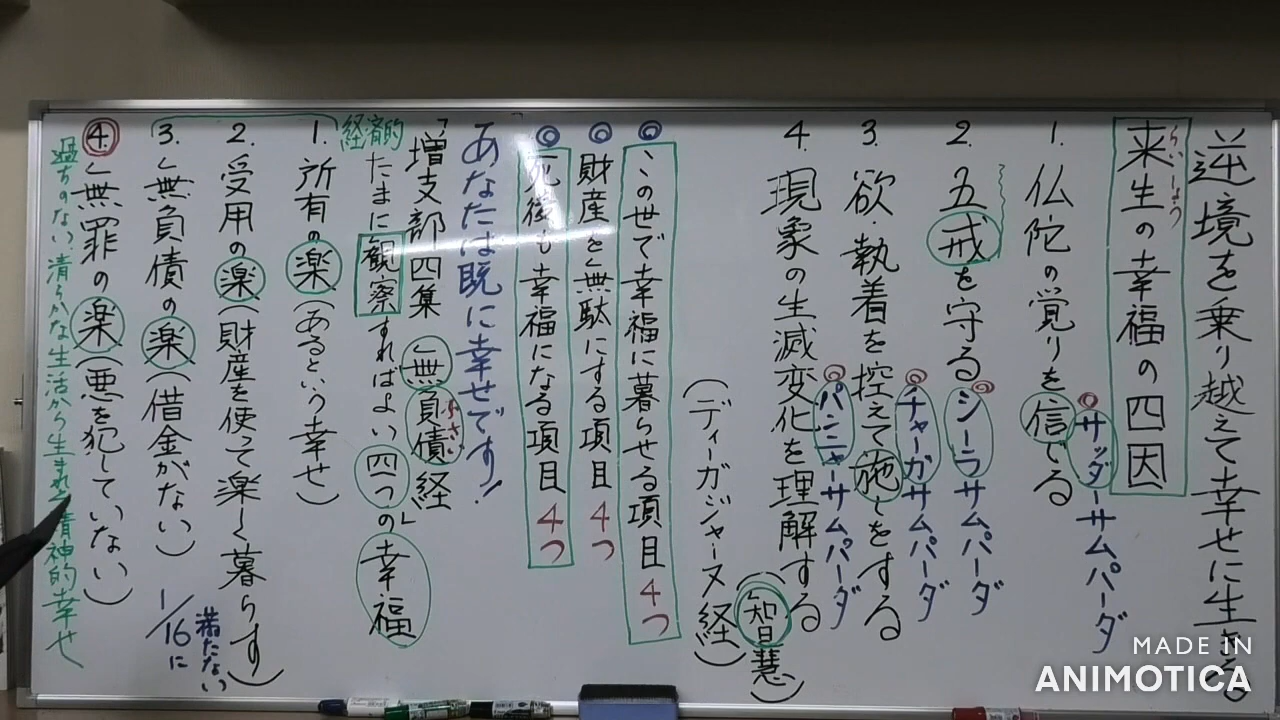 逆境を乗り越えて幸せに生きる。
来生の幸福の四因
らいしょう
1. 仏陀の覚りを信じる
サッダーサムパーダ
2. 五戒を守る
シーラサムパーダ
3. 欲・執着を控えて施しをする
チャーガサムパーダ
4. 現象の生滅変化を理解する
パンニャーサムパーダ
(智慧)
(ディーガジャーヌ経)
◎この世で幸福に暮らせる項目4つ
◎財産を無駄にする項目4つ
◎死後も幸福になる項目4つ
あなたは既に幸せです!
「増支部四集 無負債経」
ふさい
たまに観察すればよい四つの幸福
経済的
1. 所有の楽(あるという幸せ)
2. 受用の楽(財産を使って楽しく暮らす)
3. 無負債の楽(借金がない)
1/16に
満たない
4. 無罪の楽(悪を犯していない)
過ちのない、清らかな生活から生まれる精神的幸せ
MADE IN
ANIMOTICA